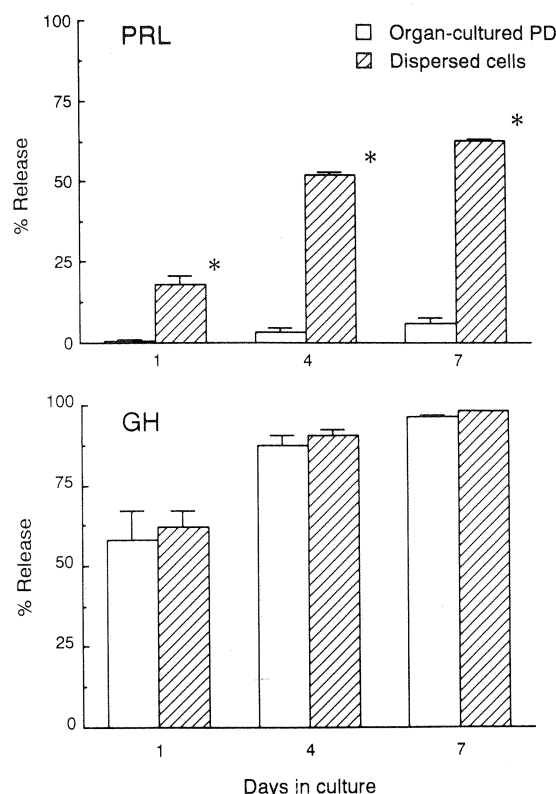 PRL
Organ-cultured PD
Dispersed cells
% Release
100
75
50
25
0
*
*
*
1 4 7
GH
% Release
100
75
50
25
0
1 4 7
Days in culture